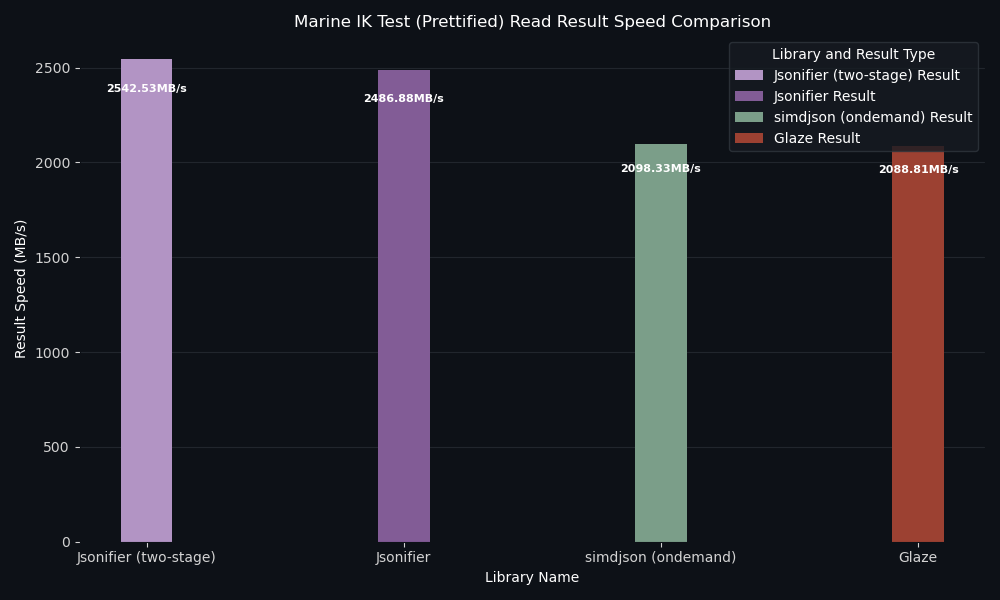 Marine IK Test (Prettified) Read Result Speed Comparison
Library and Result Type
Jsonifier (two-stage) Result
Jsonifier Result
simdjson (ondemand) Result
Glaze Result
2542.53MB/s
2486.88MB/s
2098.33MB/s
2088.81MB/s
Result Speed (MB/s)
2500
2000
1500
1000
500
0
Jsonifier (two-stage)
Jsonifier
simdjson (ondemand)
Glaze
Library Name